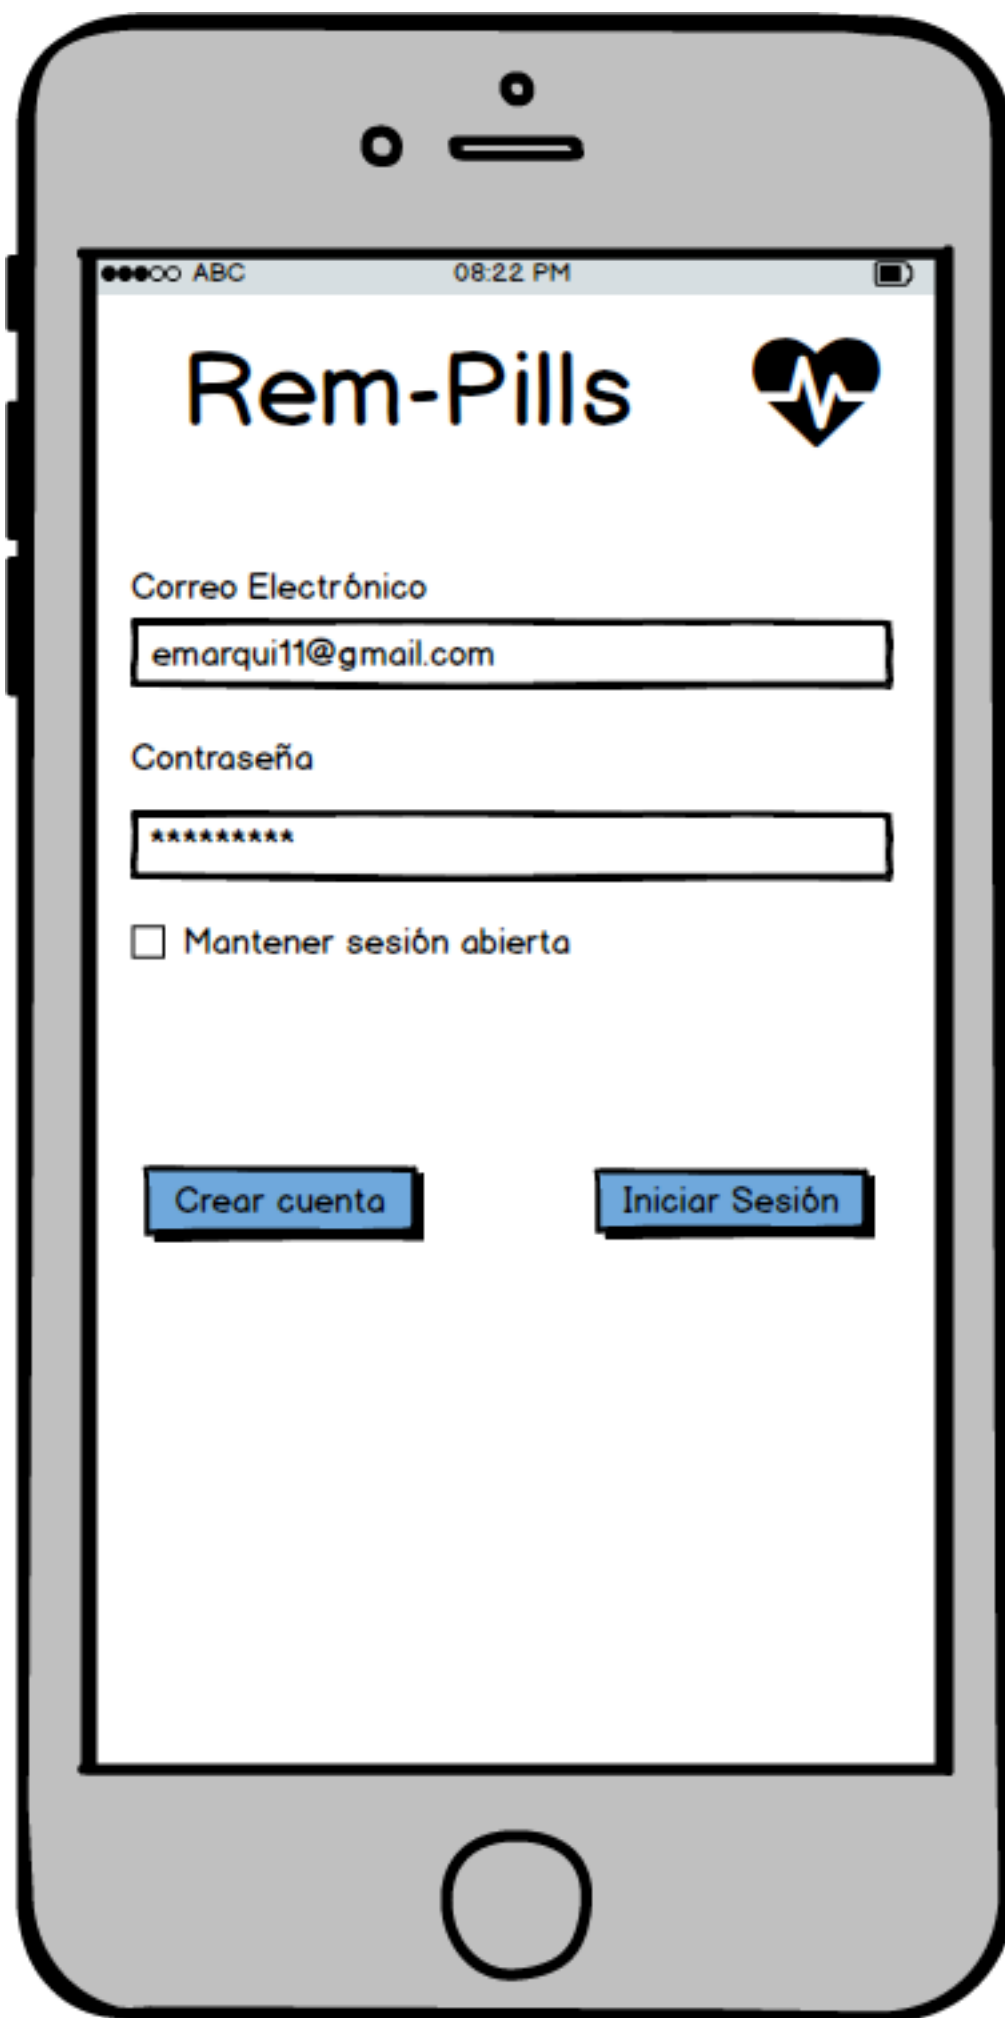 ABC 08:22 PM
Rem-Pills
Correo Electrónico
emarqui11@gmail.com
Contraseña
*********
Mantener sesión abierta
Crear cuenta Iniciar Sesión